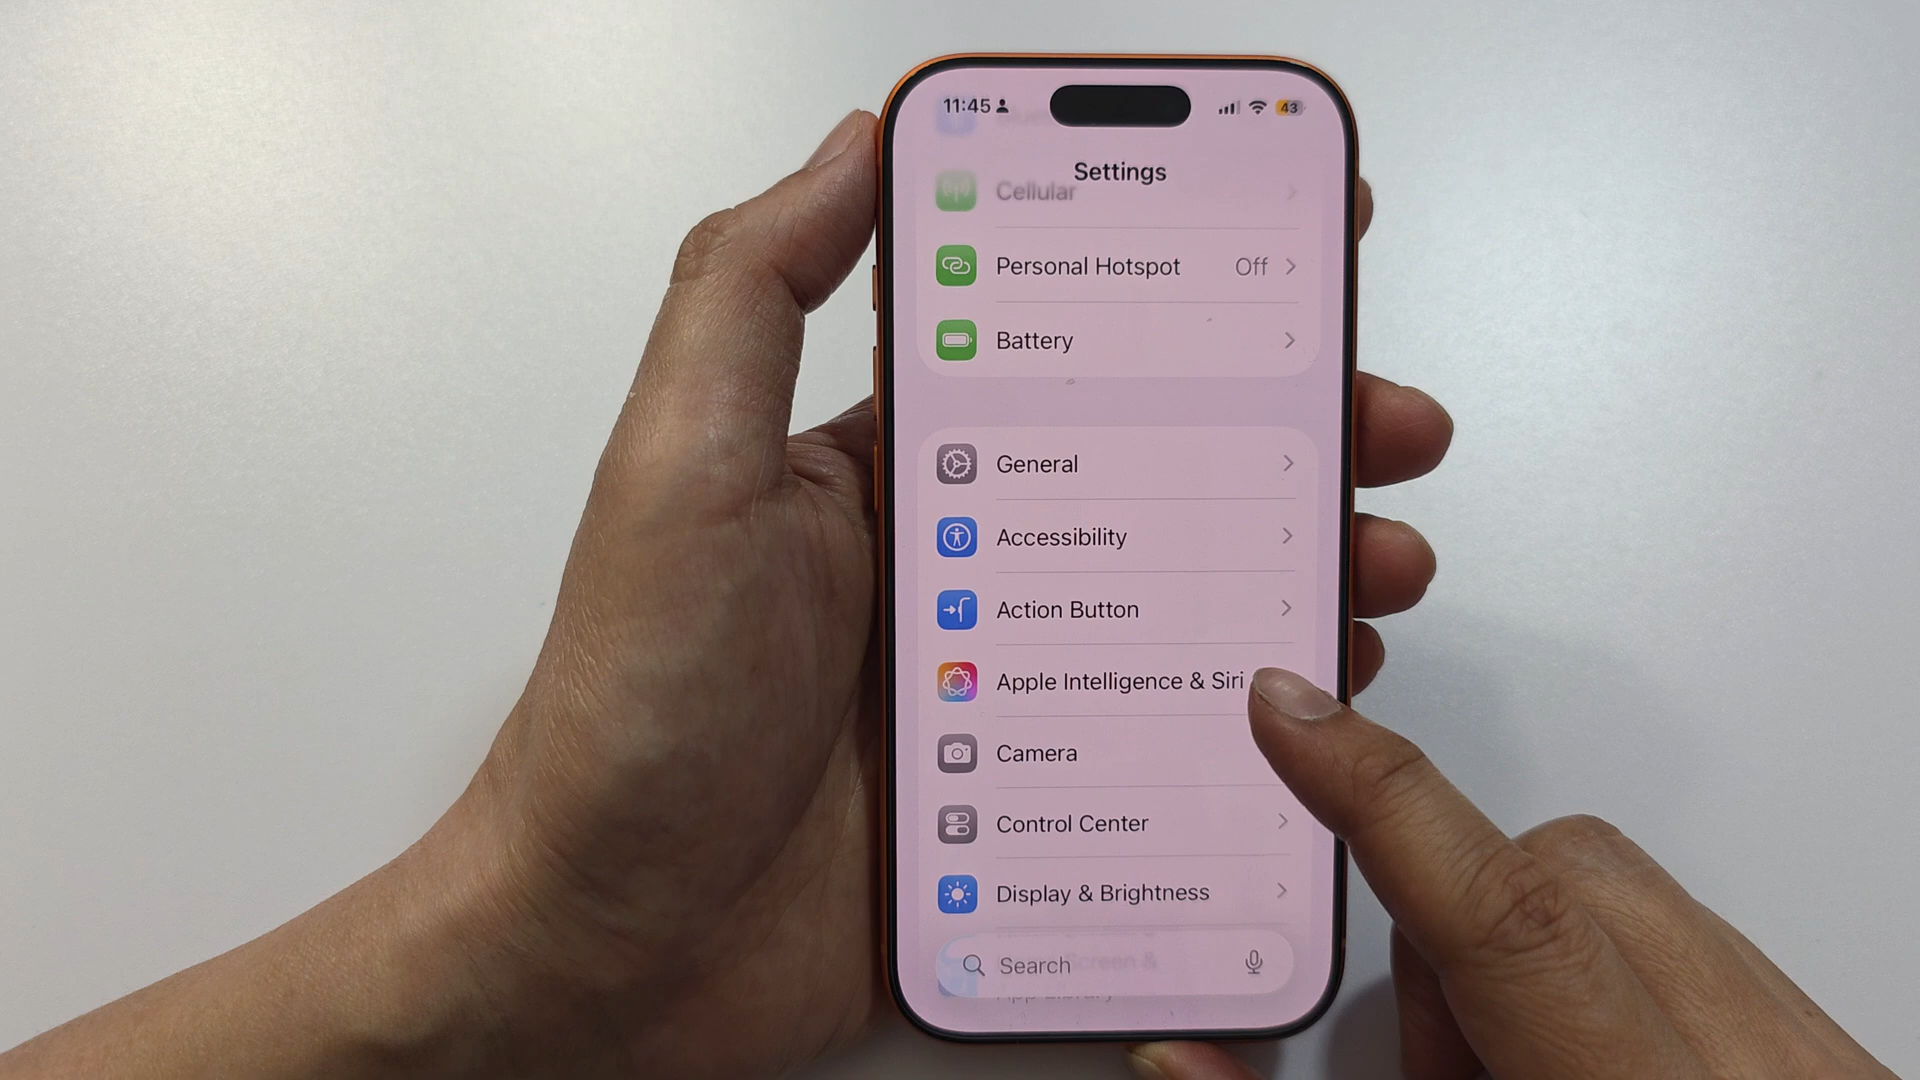 11:45
43
Settings
Cellular
Personal Hotspot Off
Battery
General
Accessibility
Action Button
Apple Intelligence & Siri
Camera
Control Center
Display & Brightness
Search